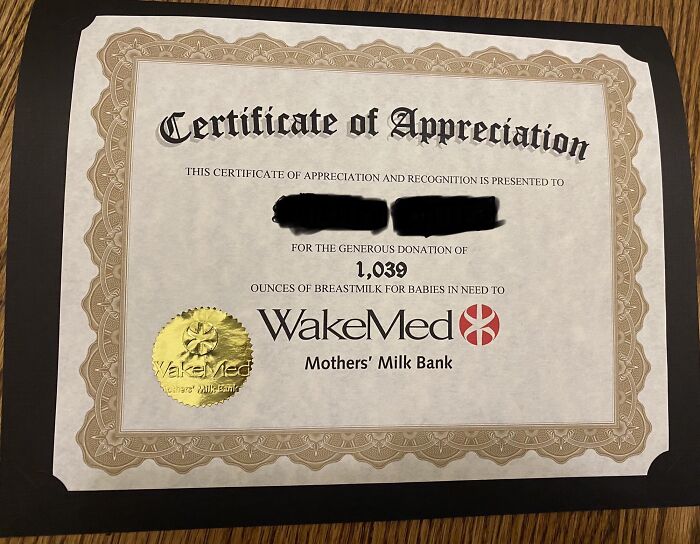 Certificate of Appreciation
THIS CERTIFICATE OF APPRECIATION AND RECOGNITION IS PRESENTED TO
FOR THE GENEROUS DONATION OF
1,039
OUNCES OF BREASTMILK FOR BABIES IN NEED TO
WakeMed
Mothers' Milk Bank
WakeMed
Mothers' Milk Bank